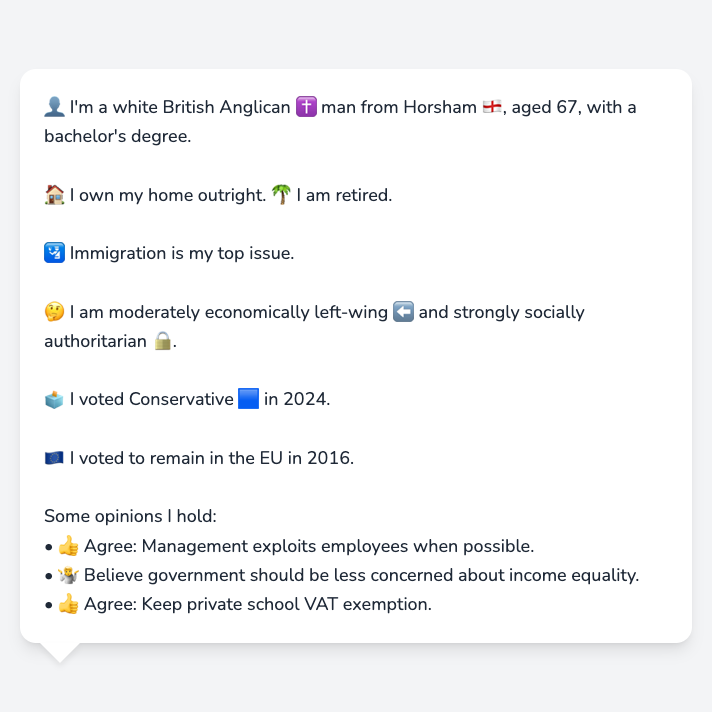 👤 I'm a white British Anglican ✝️ man from Horsham 🏴󠁧󠁢󠁥󠁮󠁧󠁿, aged 67, with a
bachelor's degree.
🏠 I own my home outright. 🌴 I am retired.
🛂 Immigration is my top issue.
🤔 I am moderately economically left-wing ⬅️ and strongly socially
authoritarian 🔒.
🗳️ I voted Conservative 🟦 in 2024.
🇪🇺 I voted to remain in the EU in 2016.
Some opinions I hold:
• 👍 Agree: Management exploits employees when possible.
• 🤷 Believe government should be less concerned about income equality.
• 👍 Agree: Keep private school VAT exemption.